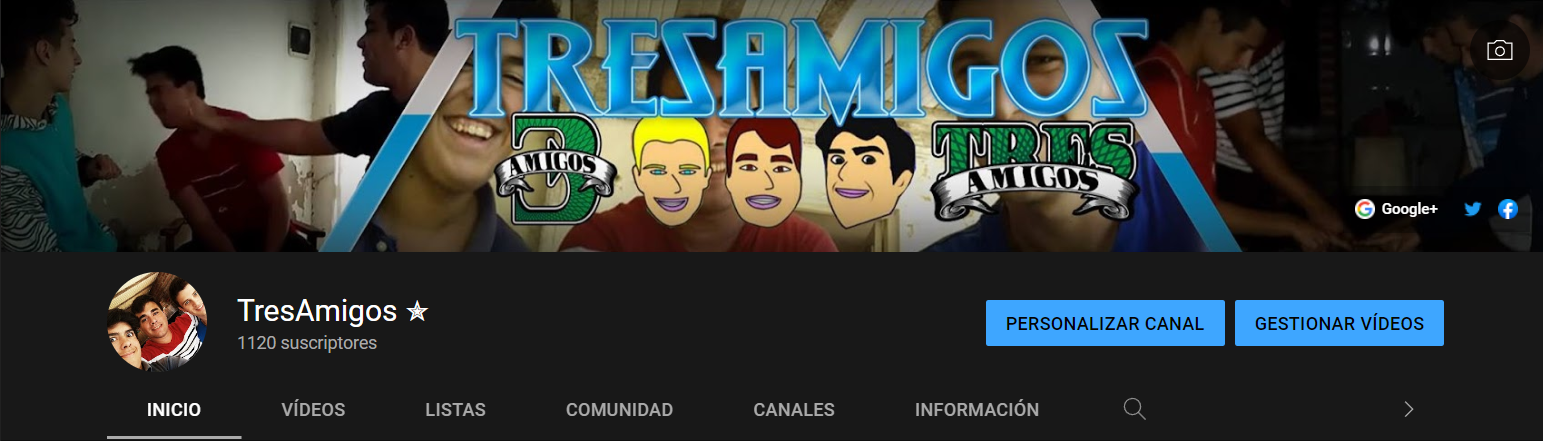 TRESAMIGOS
3
AMIGOS
TRES
AMIGOS
Google+
TresAmigos ✯
1120 suscriptores
PERSONALIZAR CANAL
GESTIONAR VÍDEOS
INICIO
VÍDEOS
LISTAS
COMUNIDAD
CANALES
INFORMACIÓN